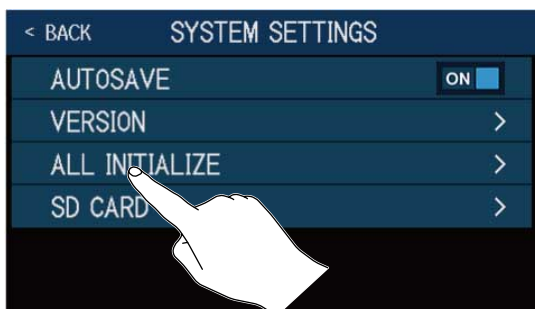 < BACK SYSTEM SETTINGS
AUTOSAVE ON
VERSION >
ALL INITIALIZE >
SD CARD >